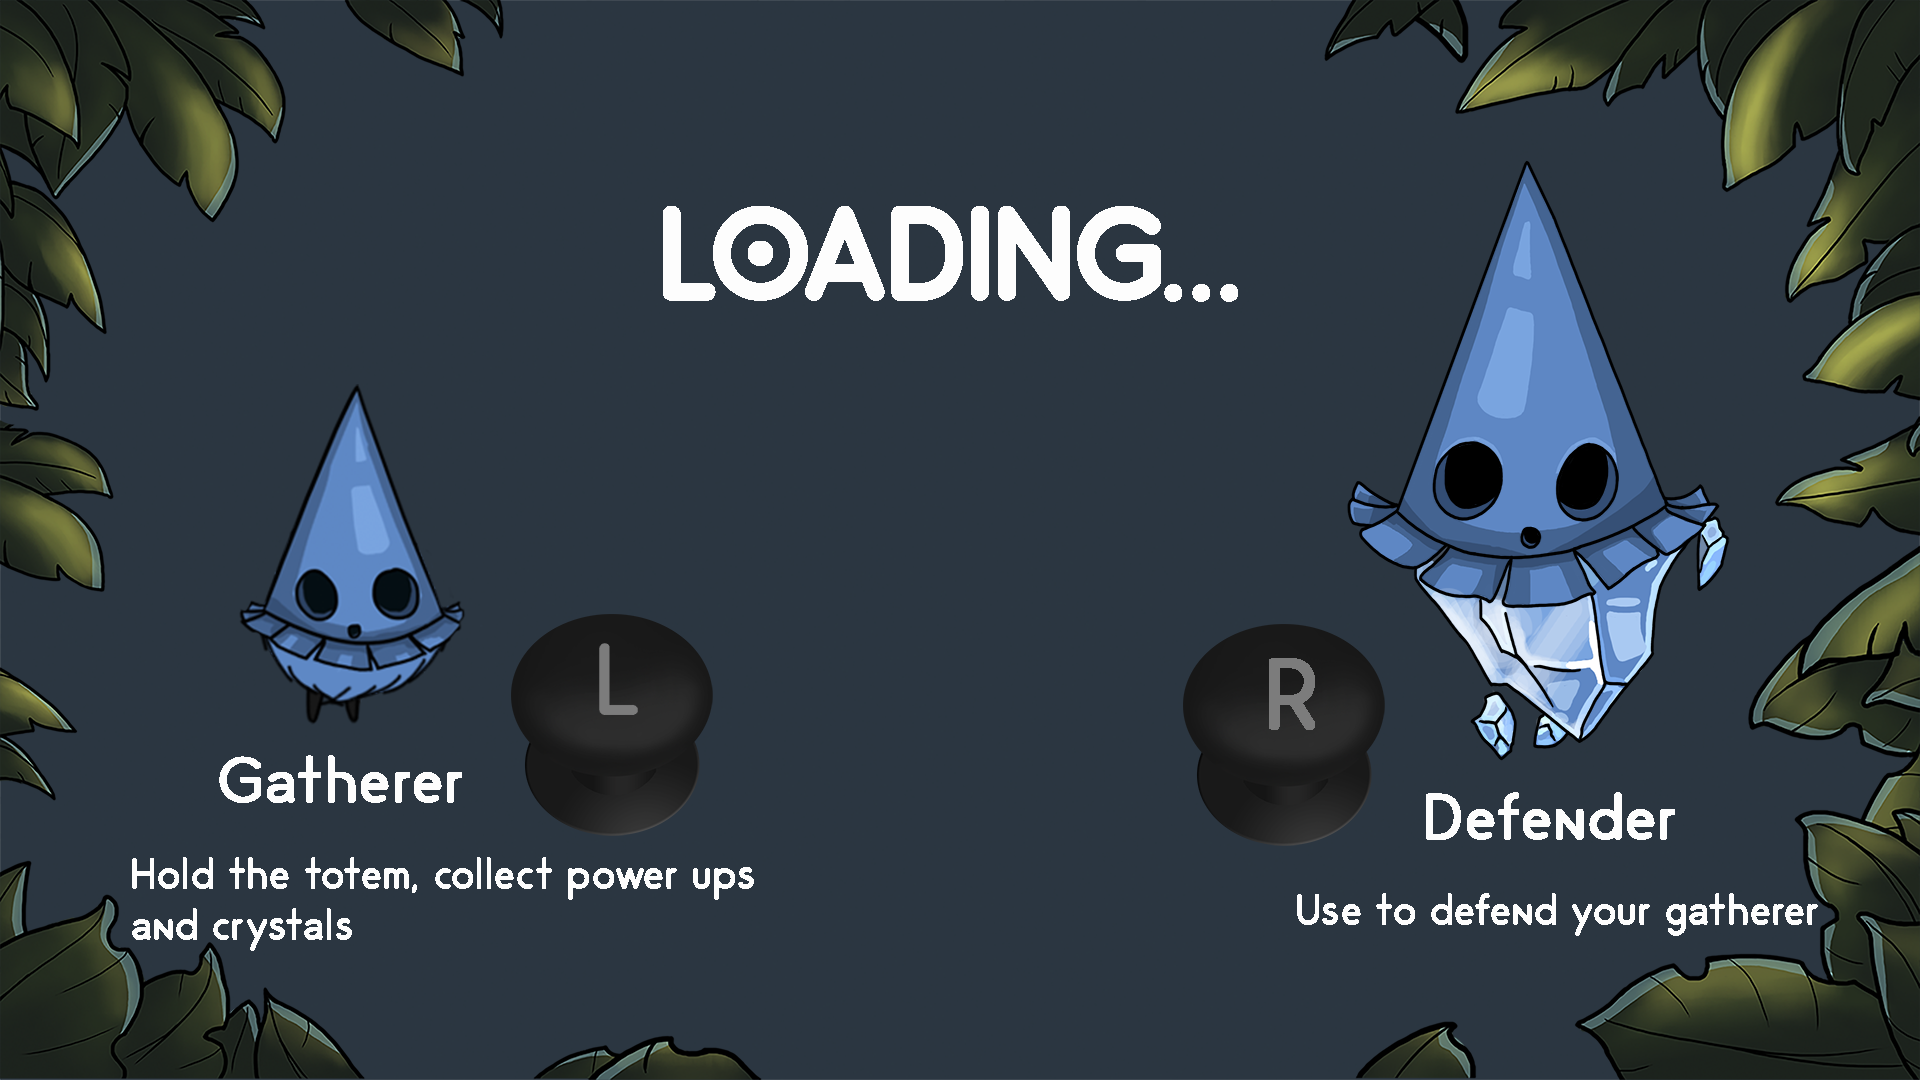 LOADING...
L
R
Gatherer
Defender
Hold the totem, collect power ups
and crystals
Use to defend your gatherer